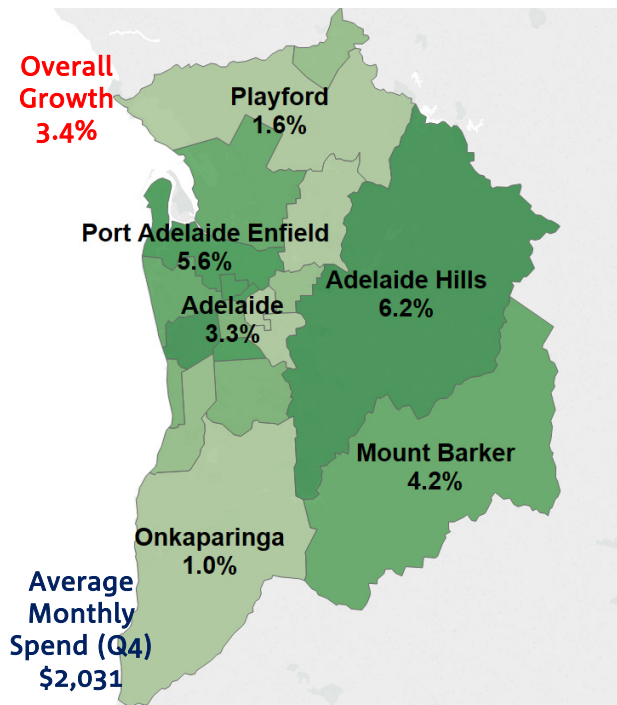 Overall
Growth
3.4%
Playford
1.6%
Port Adelaide Enfield
5.6%
Adelaide Hills
6.2%
Adelaide
3.3%
Mount Barker
4.2%
Onkaparinga
1.0%
Average
Monthly
Spend (Q4)
$2,031